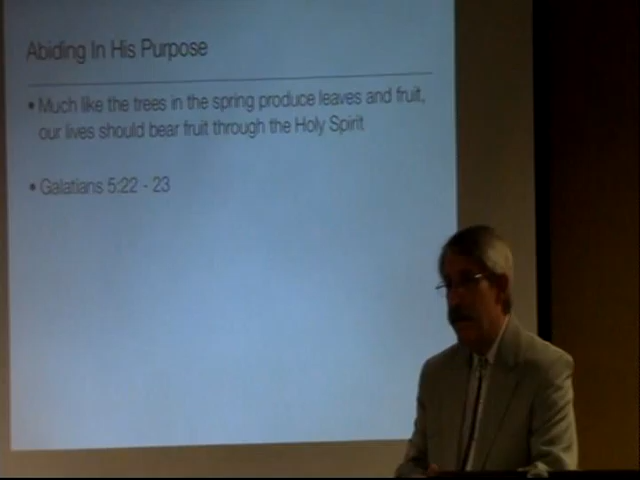 Abiding In His Purpose
• Much like the trees in the spring produce leaves and fruit,
our lives should bear fruit through the Holy Spirit
• Galatians 5:22 - 23